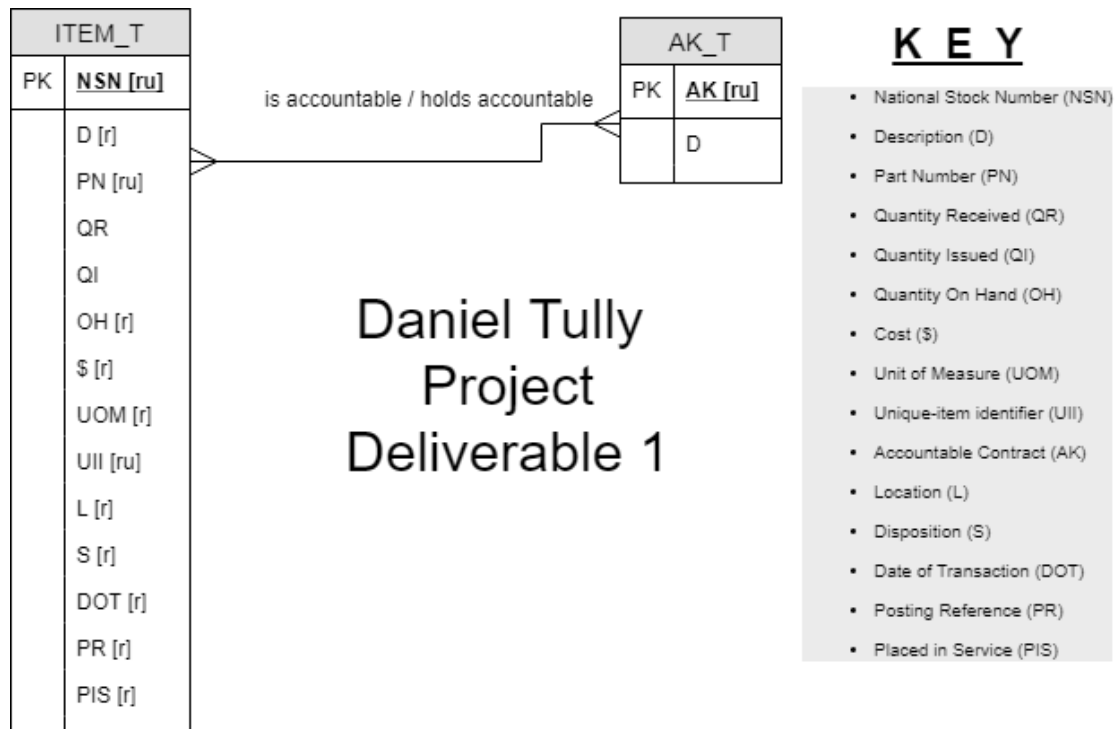 ITEM_T
PK NSN [ru]
D [r]
PN [ru]
QR
QI
OH [r]
$ [r]
UOM [r]
UII [ru]
L [r]
S [r]
DOT [r]
PR [r]
PIS [r]
is accountable / holds accountable
AK_T
PK AK [ru]
D
Daniel Tully
Project
Deliverable 1
K E Y
• National Stock Number (NSN)
• Description (D)
• Part Number (PN)
• Quantity Received (QR)
• Quantity Issued (QI)
• Quantity On Hand (OH)
• Cost ($)
• Unit of Measure (UOM)
• Unique-item identifier (UII)
• Accountable Contract (AK)
• Location (L)
• Disposition (S)
• Date of Transaction (DOT)
• Posting Reference (PR)
• Placed in Service (PIS)